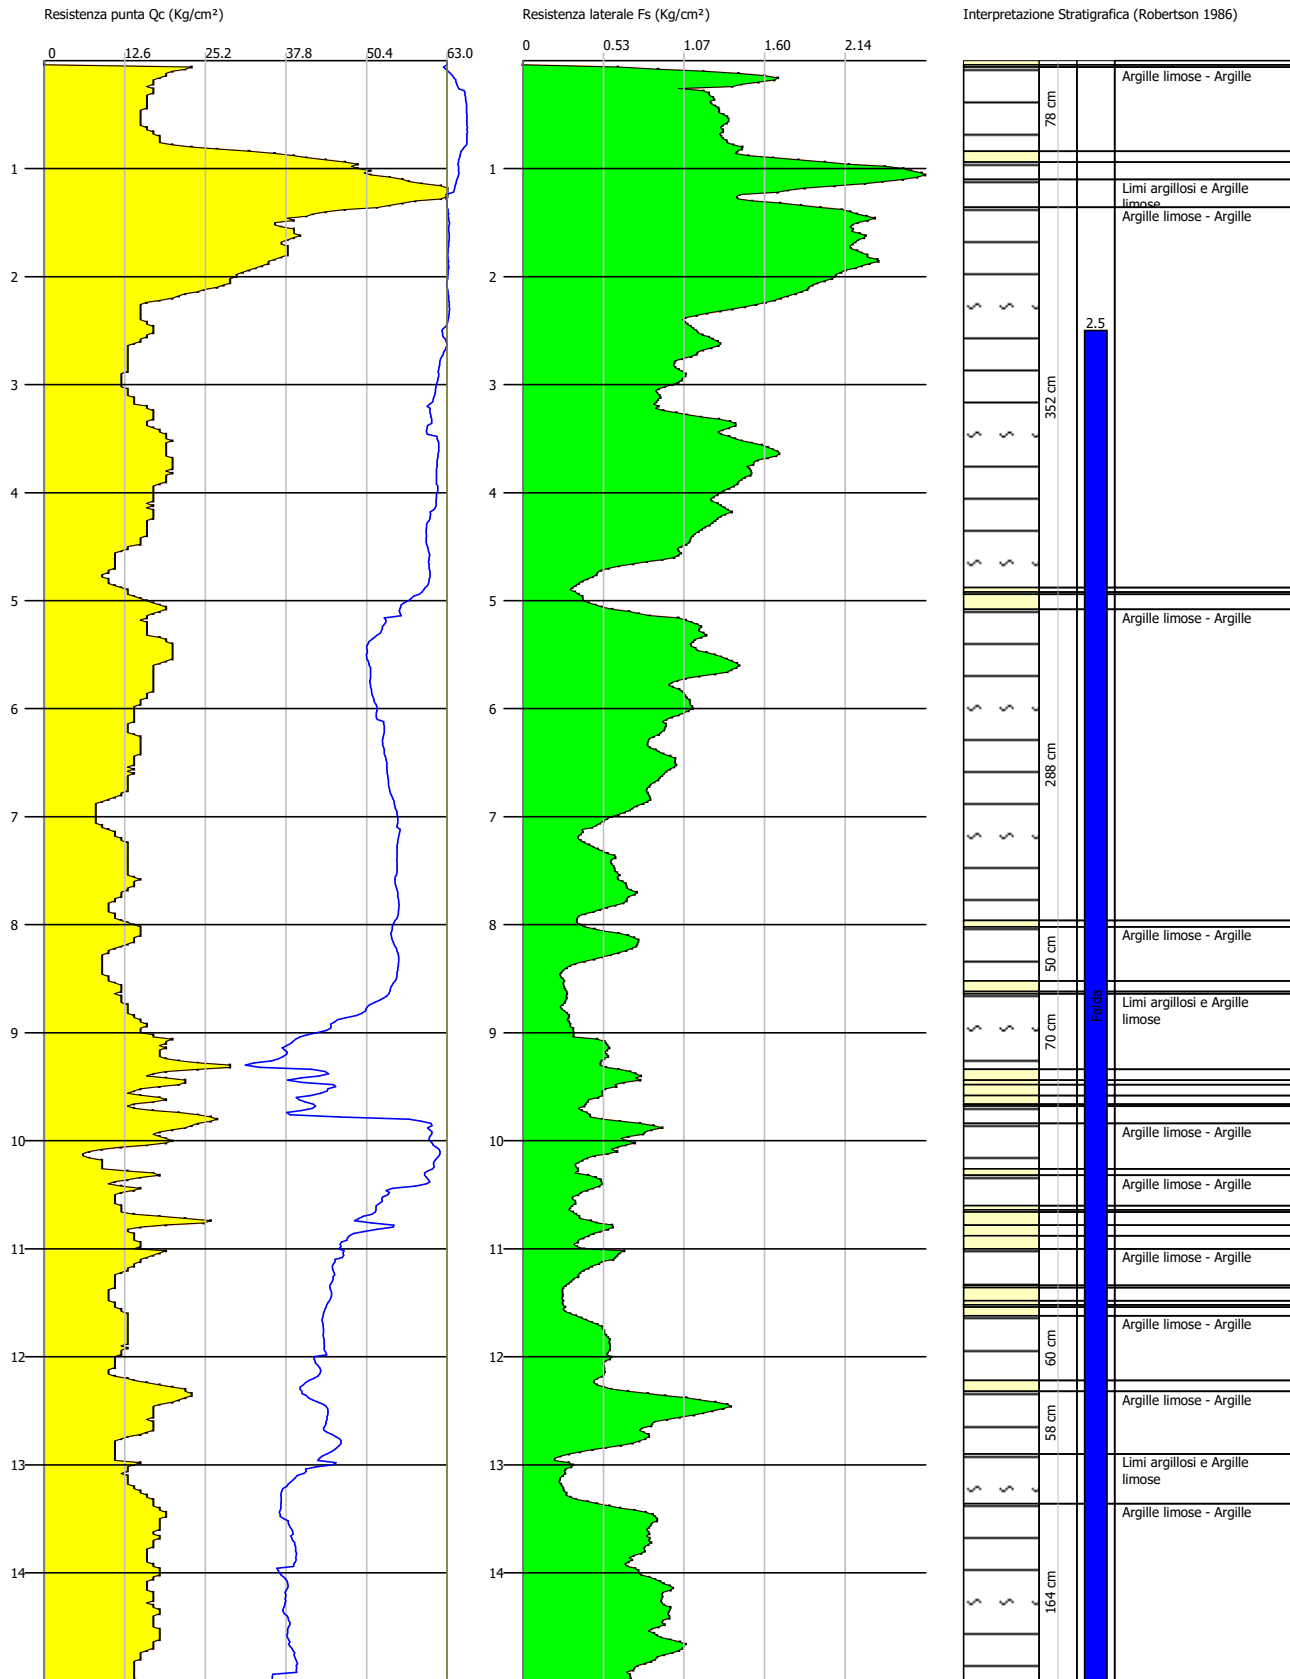 Resistenza punta Qc (Kg/cm²)
Resistenza laterale Fs (Kg/cm²)
Interpretazione Stratigrafica (Robertson 1986)
0 12.6 25.2 37.8 50.4 63.0
0 0.53 1.07 1.60 2.14
Argille limose - Argille
78 cm
1 1
Limi argillosi e Argille
limose
Argille limose - Argille
2 2
2.5
3 3
352 cm
4 4
5 5
Argille limose - Argille
6 6
288 cm
7 7
8 8
Argille limose - Argille
50 cm
Falda
Limi argillosi e Argille
limose
70 cm
9 9
10 10
Argille limose - Argille
Argille limose - Argille
11 11
Argille limose - Argille
Argille limose - Argille
60 cm
12 12
Argille limose - Argille
58 cm
13 13
Limi argillosi e Argille
limose
Argille limose - Argille
14 14
164 cm